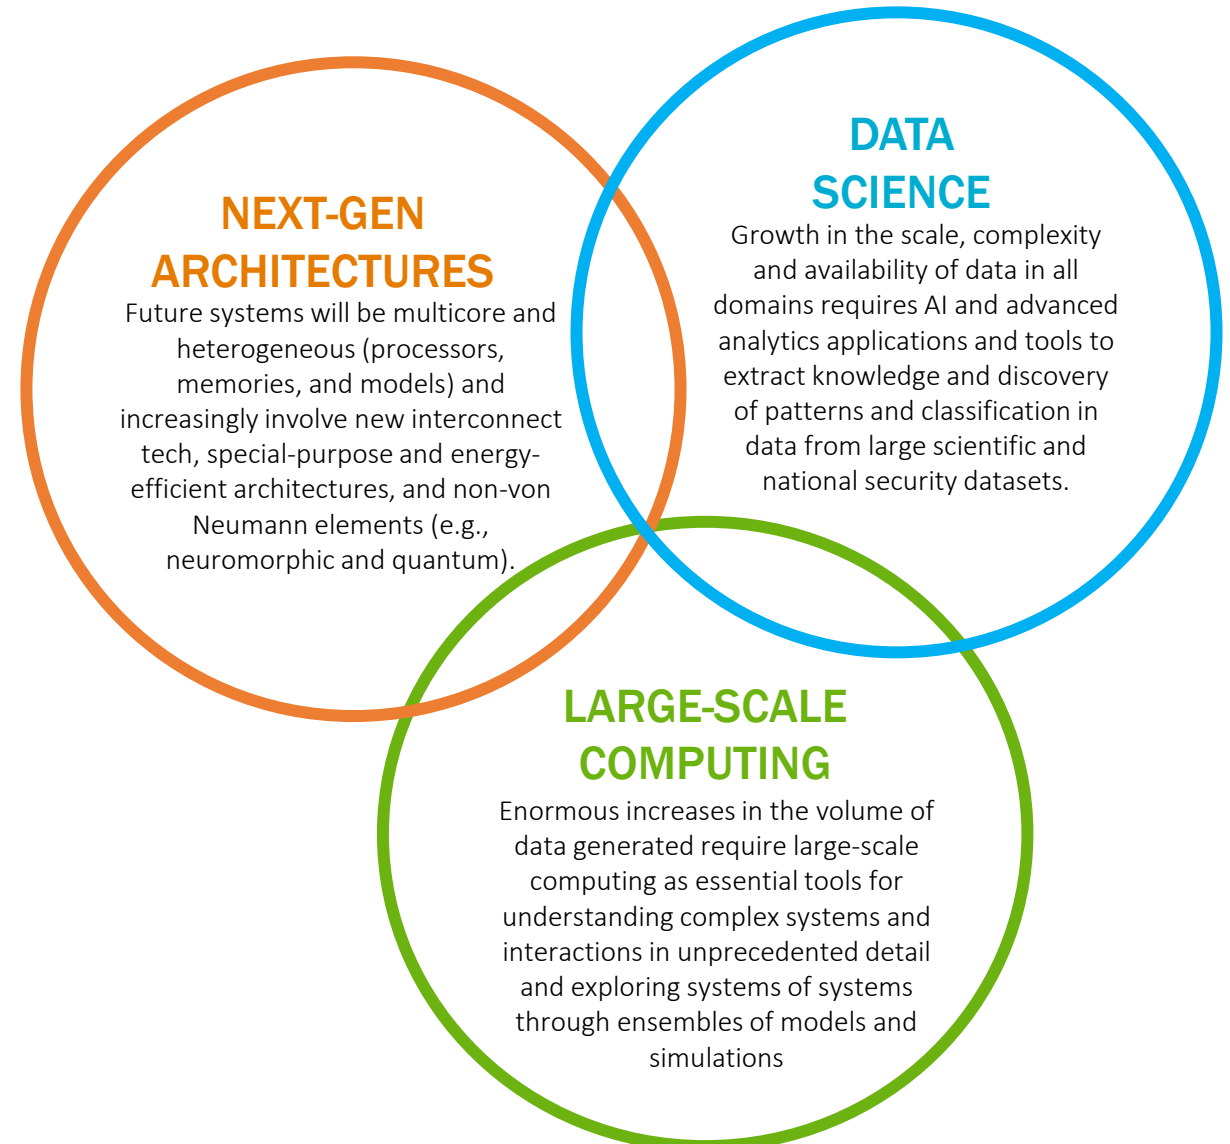 NEXT-GEN
ARCHITECTURES
Future systems will be multicore and
heterogeneous (processors,
memories, and models) and
increasingly involve new interconnect
tech, special-purpose and energy-
efficient architectures, and non-von
Neumann elements (e.g.,
neuromorphic and quantum).
DATA
SCIENCE
Growth in the scale, complexity
and availability of data in all
domains requires AI and advanced
analytics applications and tools to
extract knowledge and discovery
of patterns and classification in
data from large scientific and
national security datasets.
LARGE-SCALE
COMPUTING
Enormous increases in the volume of
data generated require large-scale
computing as essential tools for
understanding complex systems and
interactions in unprecedented detail
and exploring systems of systems
through ensembles of models and
simulations